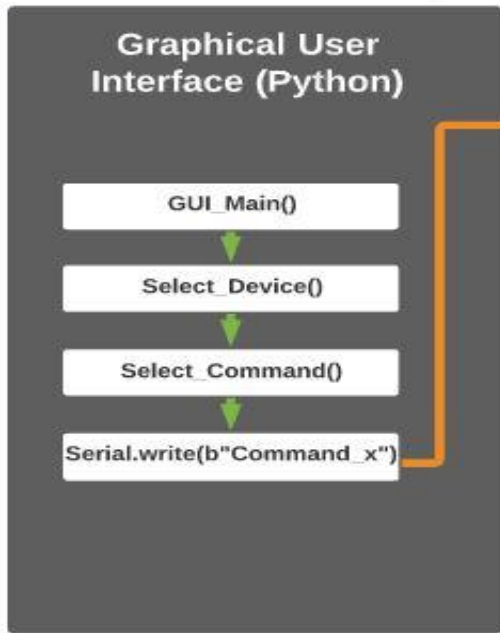 Graphical User
Interface (Python)
GUI_Main()
Select_Device()
Select_Command()
Serial.write(b"Command_x")